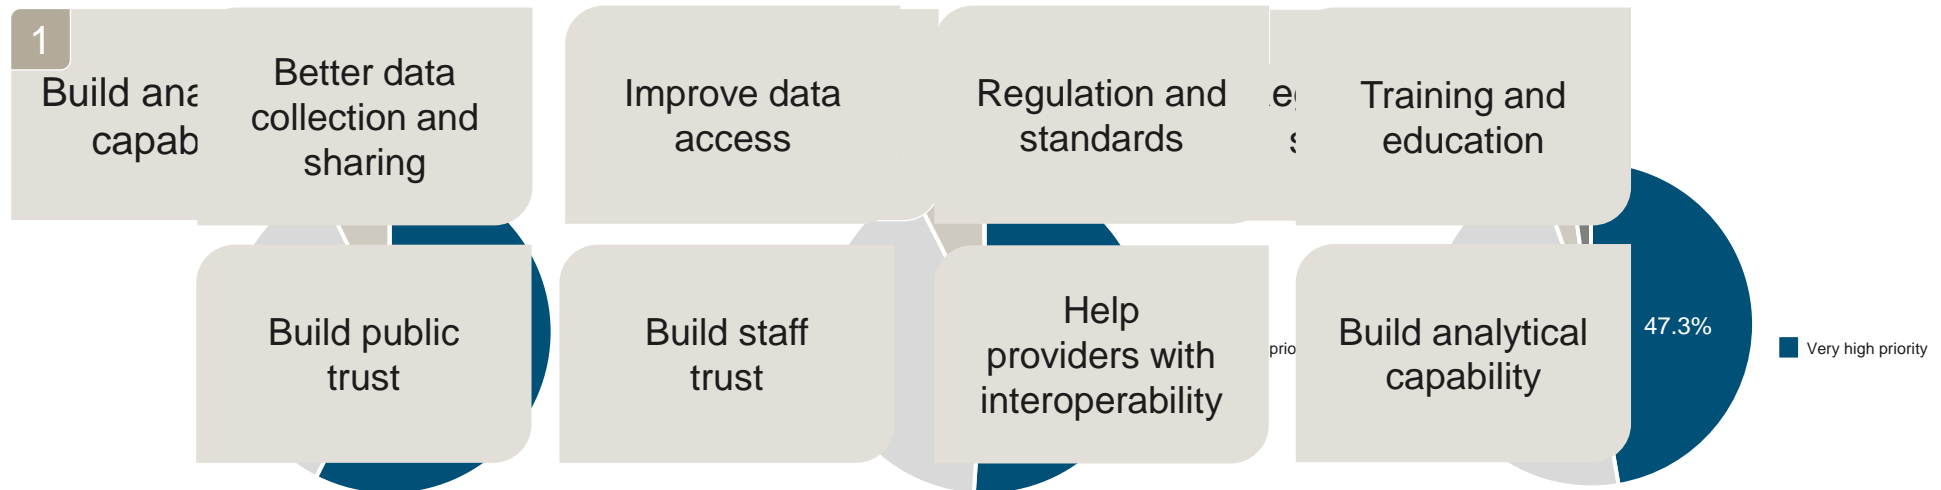 1
Build ana
capab
Better data
collection and
sharing
Improve data
access
Regulation and
standards
Training and
education
Build public
trust
Build staff
trust
Help
providers with
interoperability
prio
Build analytical
capability
47.3%
Very high priority